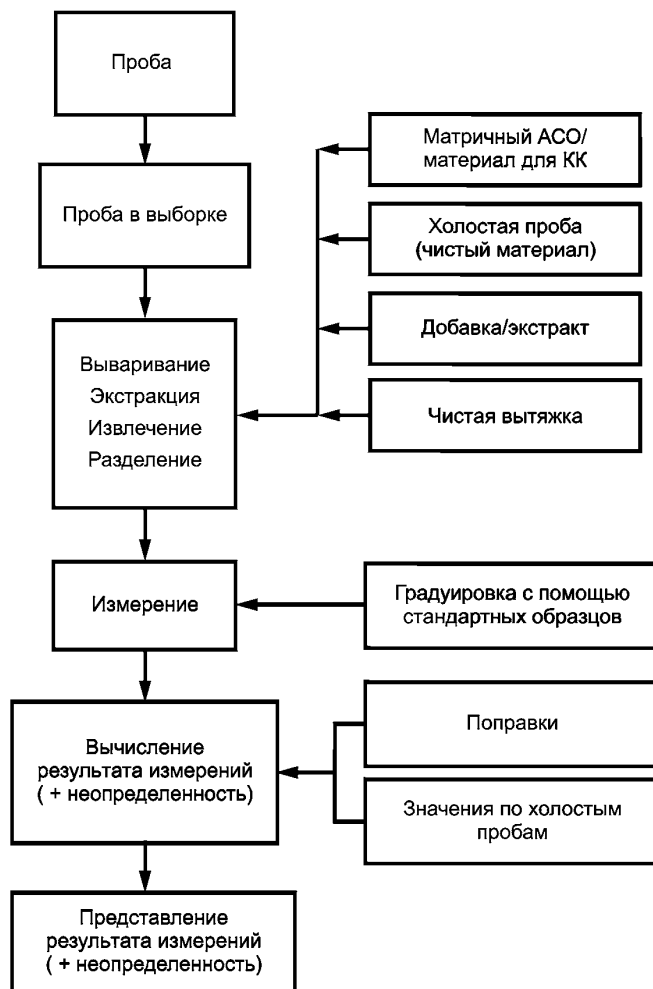 Проба
Проба в выборке
Вываривание
Экстракция
Извлечение
Разделение
Матричный АСО/
материал для КК
Холостая проба
(чистый материал)
Добавка/экстракт
Чистая вытяжка
Измерение
Градуировка с помощью
стандартных образцов
Вычисление
результата измерений
( + неопределенность)
Поправки
Значения по холостым
пробам
Представление
результата измерений
( + неопределенность)